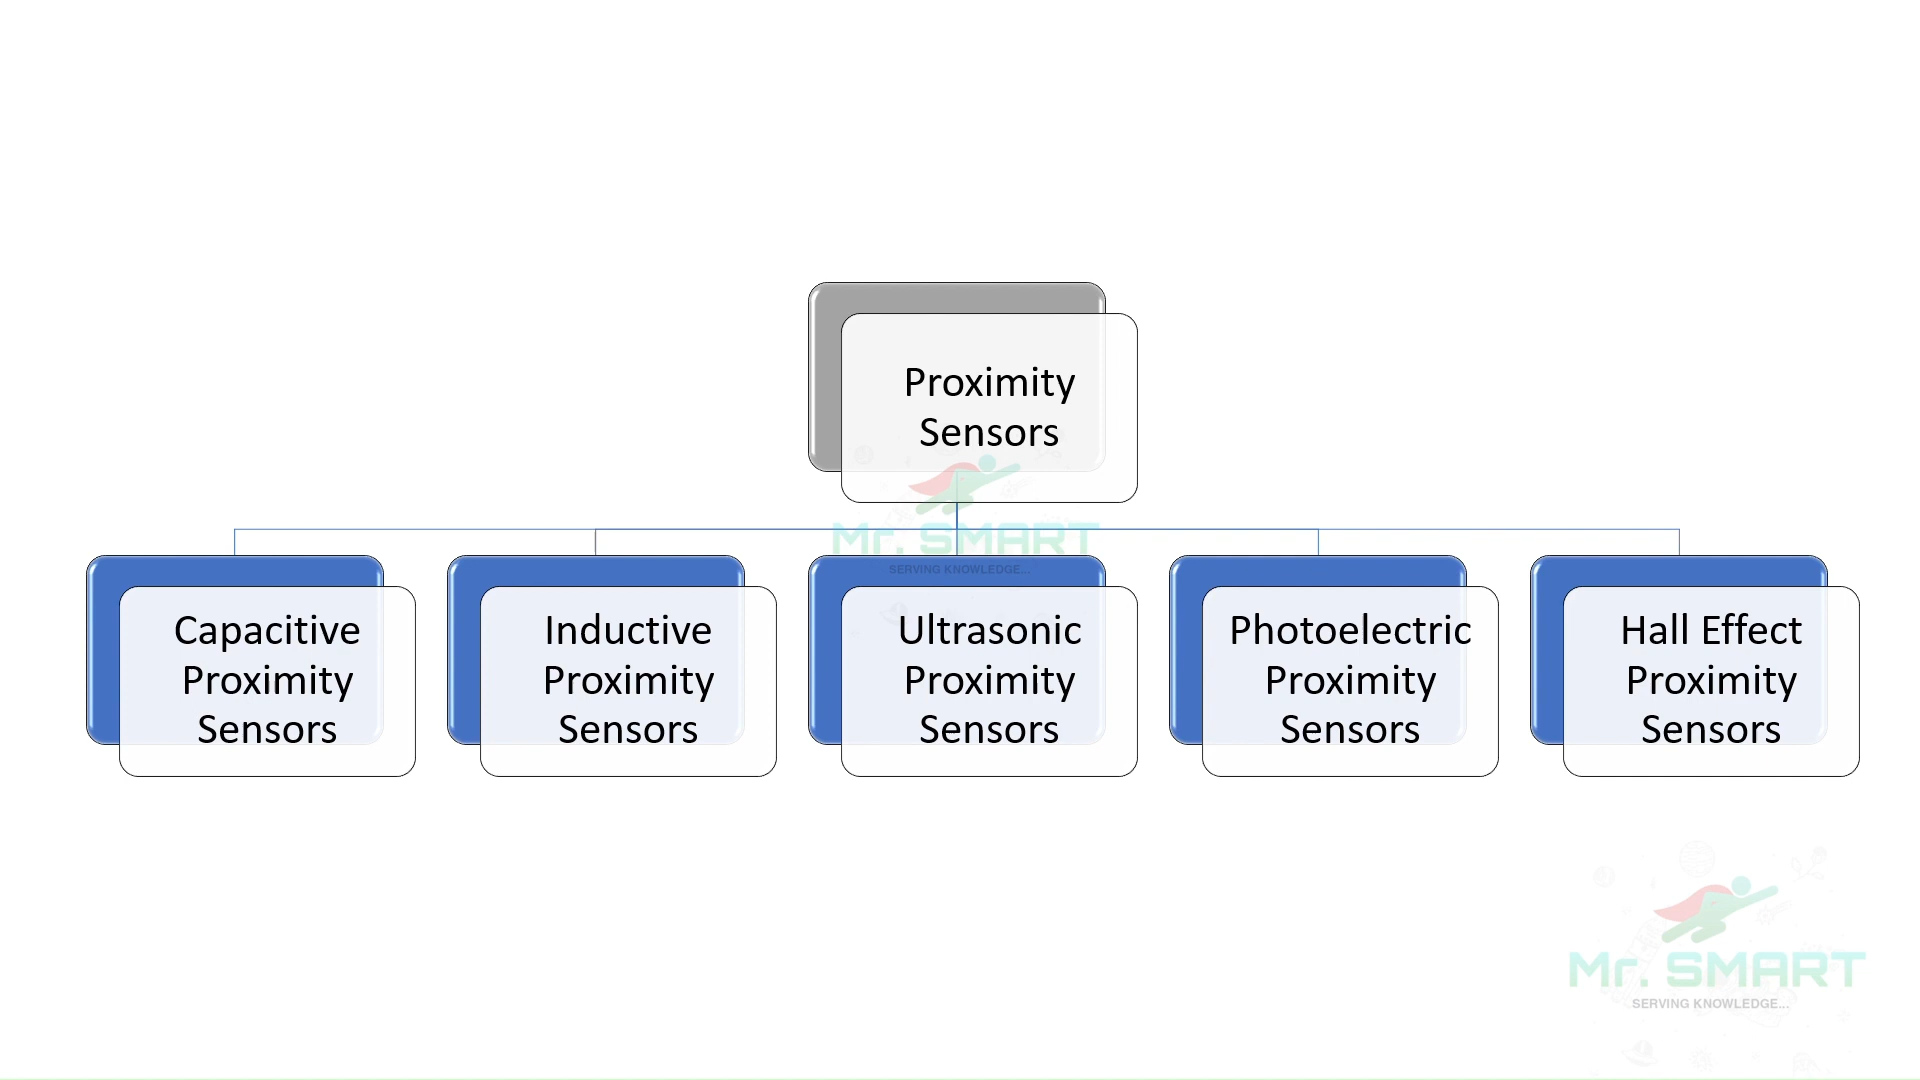 Proximity
Sensors
Mr. SMART
SERVING KNOWLEDGE...
Capacitive
Proximity
Sensors
Inductive
Proximity
Sensors
Ultrasonic
Proximity
Sensors
Photoelectric
Proximity
Sensors
Hall Effect
Proximity
Sensors
Mr. SMART
SERVING KNOWLEDGE...